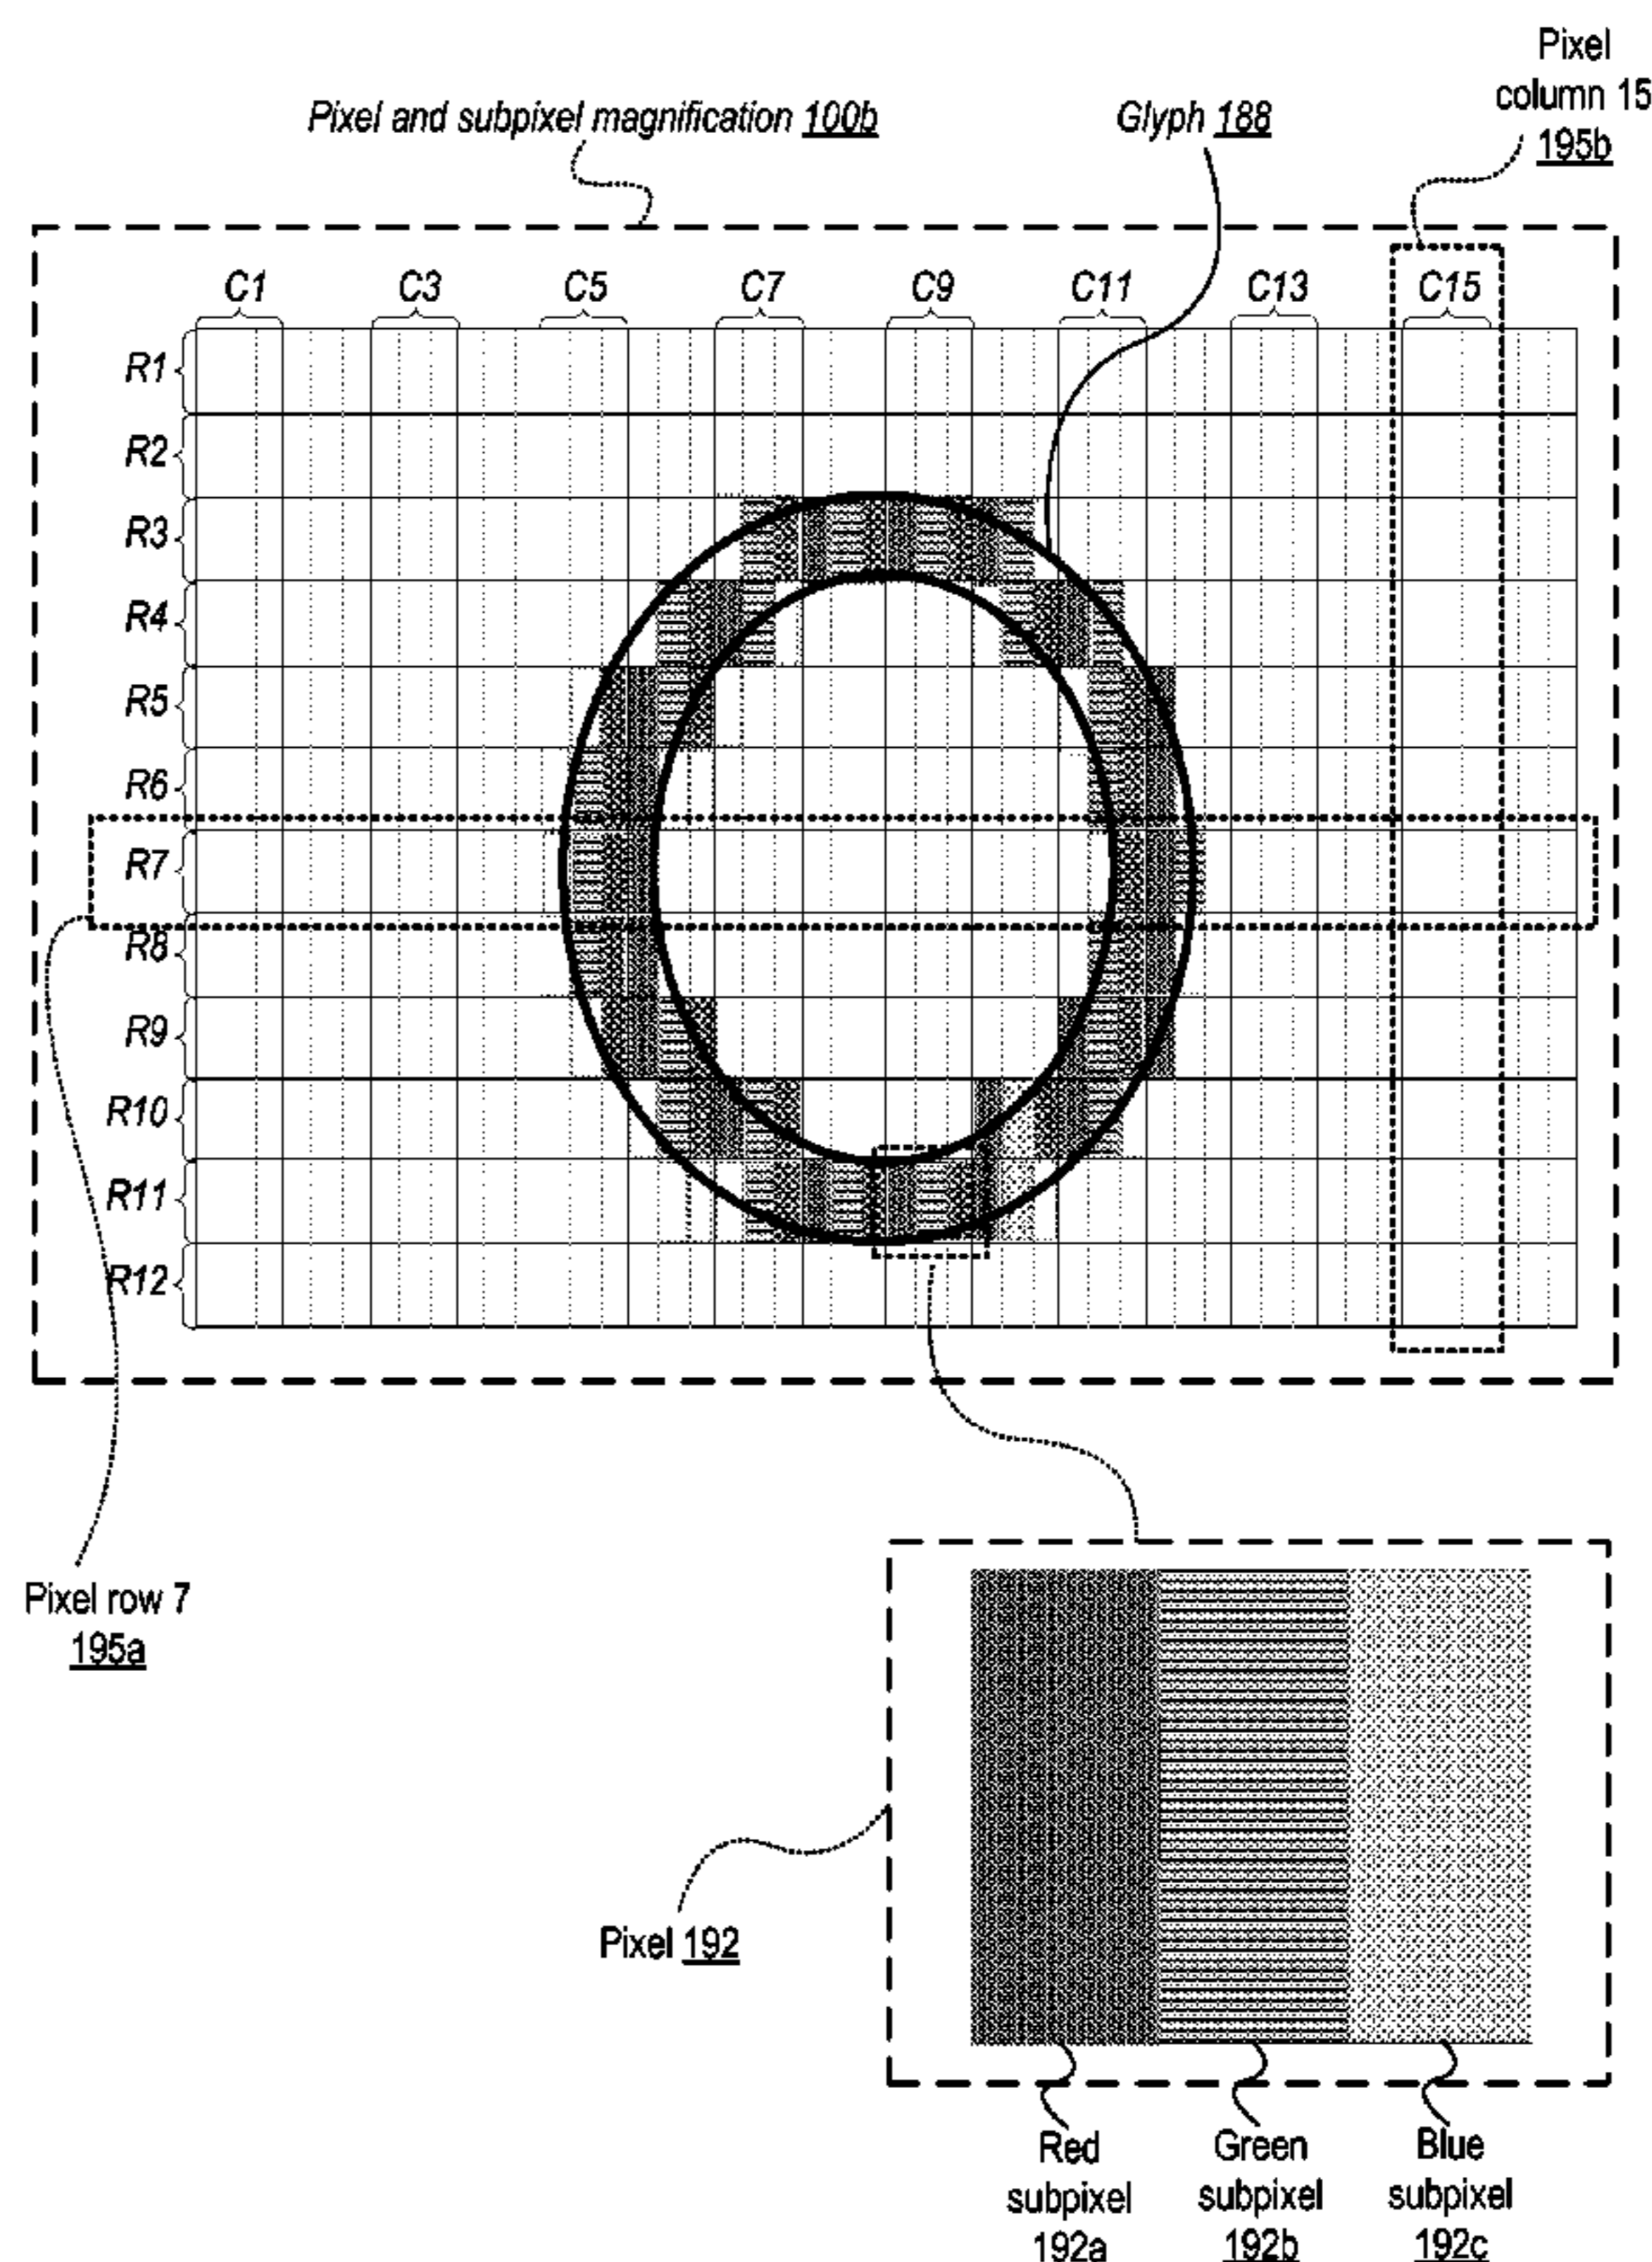 Pixel
column 15
195b
Pixel and subpixel magnification 100b
Glyph 188
C1 C3 C5 C7 C9 C11 C13 C15
R1
R2
R3
R4
R5
R6
R7
R8
R9
R10
R11
R12
Pixel row 7
195a
Pixel 192
Red
subpixel
192a
Green
subpixel
192b
Blue
subpixel
192c